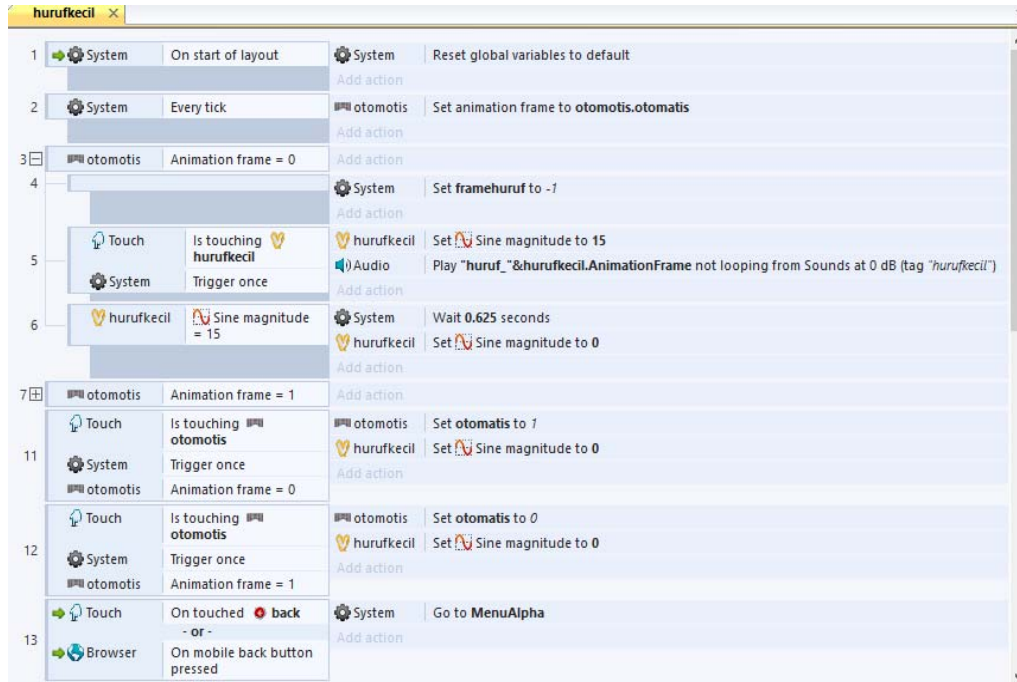 hurufkecil ×
1 System On start of layout System Reset global variables to default
Add action
2 System Every tick otomotis Set animation frame to otomotis.otomatis
Add action
3 otomotis Animation frame = 0 Add action
4 System Set framehuruf to -1
Add action
5 Touch Is touching hurufkecil hurufkecil Set Sine magnitude to 15
Audio Play "huruf_"&hurufkecil.AnimationFrame not looping from Sounds at 0 dB (tag "hurufkecil")
System Trigger once Add action
6 hurufkecil Sine magnitude = 15 System Wait 0.625 seconds
hurufkecil Set Sine magnitude to 0
Add action
7 otomotis Animation frame = 1 Add action
11 Touch Is touching otomotis otomotis Set otomatis to 1
hurufkecil Set Sine magnitude to 0
System Trigger once Add action
otomotis Animation frame = 0
12 Touch Is touching otomotis otomotis Set otomatis to 0
hurufkecil Set Sine magnitude to 0
System Trigger once Add action
otomotis Animation frame = 1
13 Touch On touched back System Go to MenuAlpha
- or - Add action
Browser On mobile back button pressed